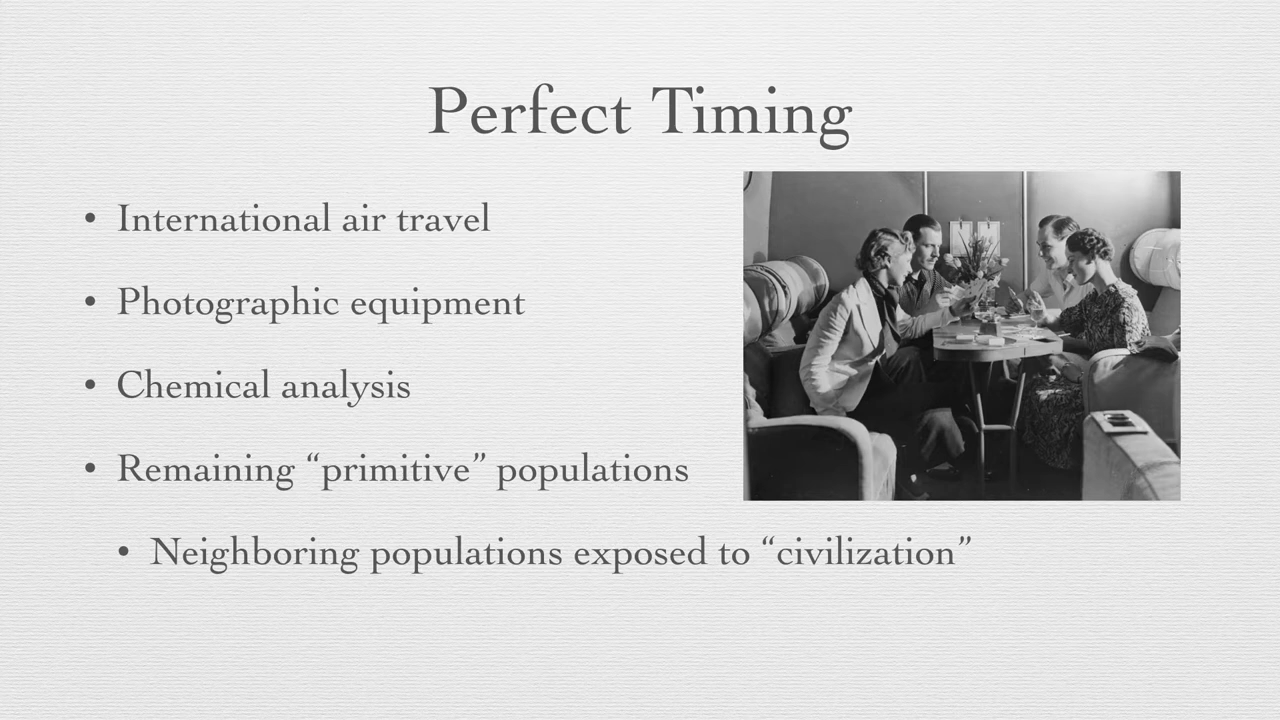 Perfect Timing
• International air travel
• Photographic equipment
• Chemical analysis
• Remaining “primitive” populations
• Neighboring populations exposed to “civilization”